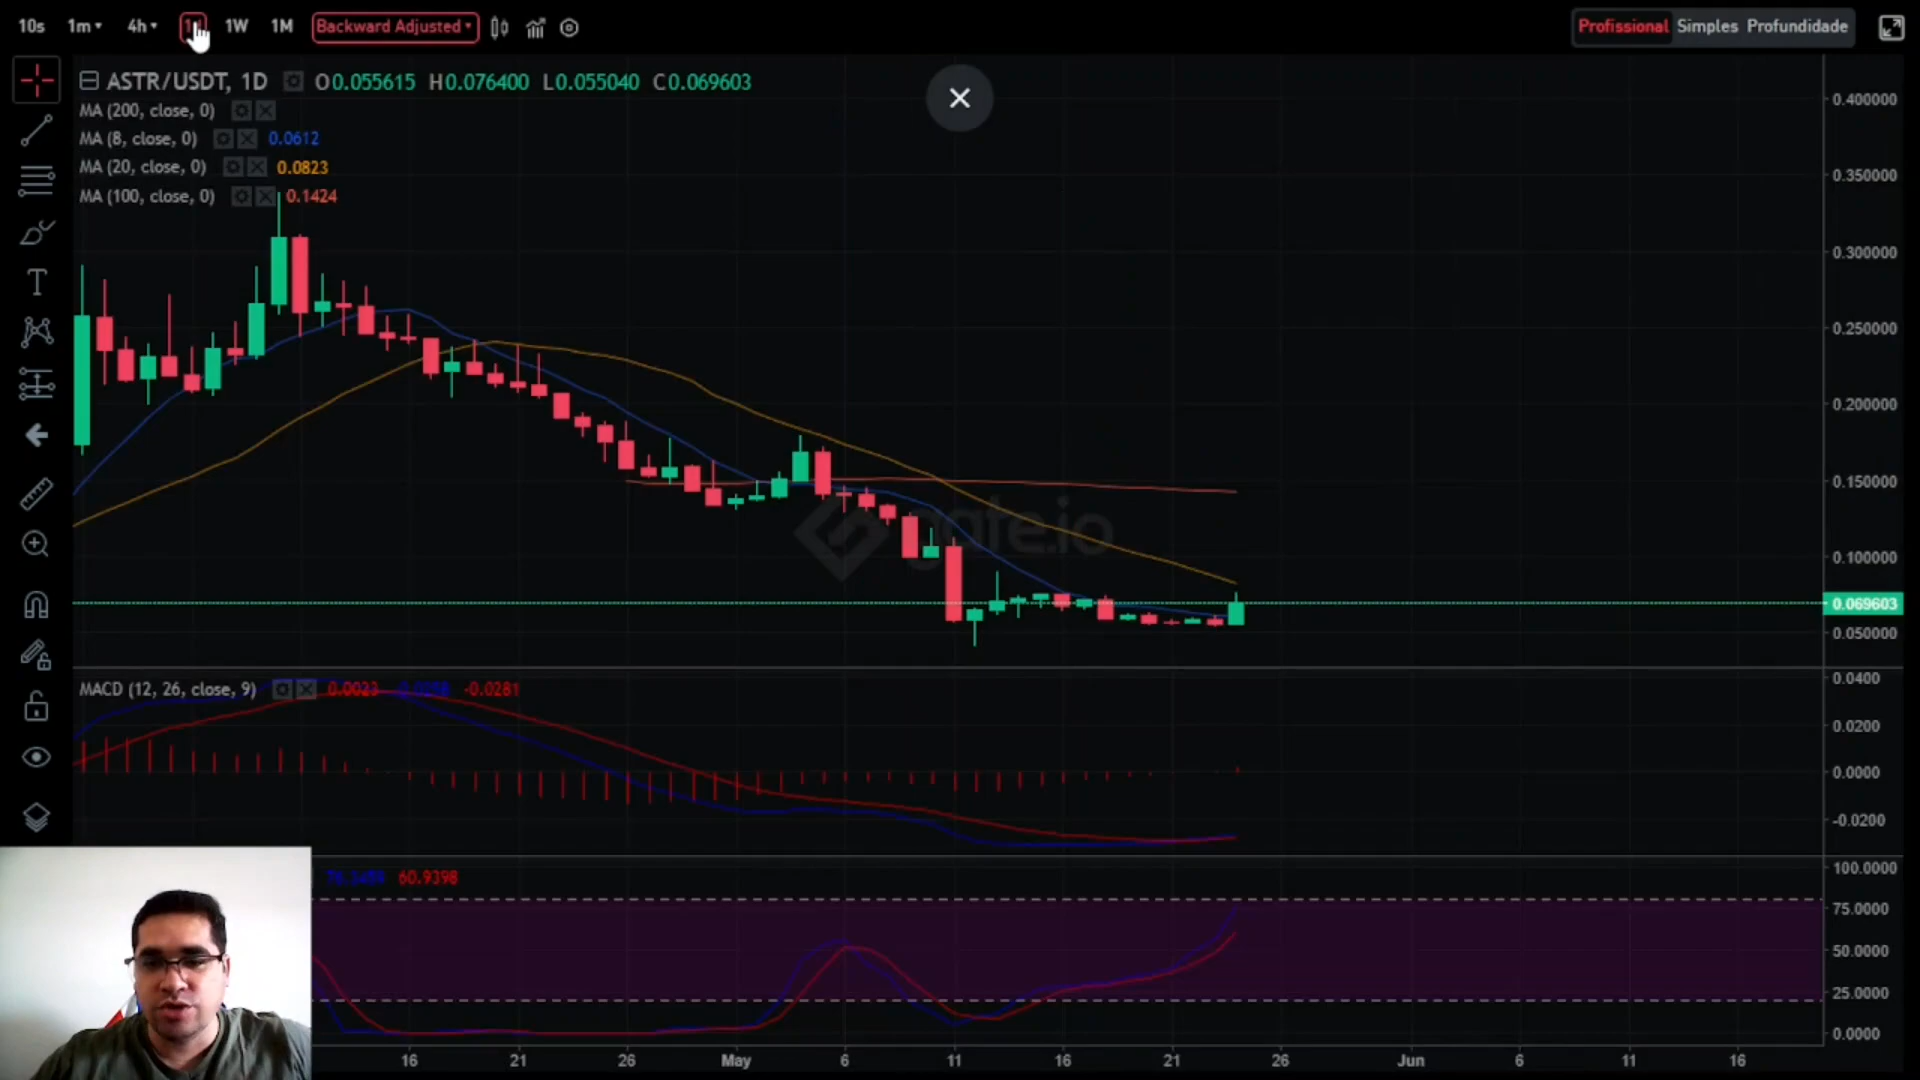 10s 1m 4h 1W 1M Backward Adjusted Profissional Simples Profundidade
ASTR/USDT, 1D O0.055615 H0.076400 L0.055040 C0.069603
MA (200, close, 0)
MA (8, close, 0) 0.0612
MA (20, close, 0) 0.0823
MA (100, close, 0) 0.1424
0.400000
0.350000
0.300000
0.250000
0.200000
0.150000
0.100000
0.069603
0.050000
gate.io
MACD (12, 26, close, 9) 0.0023 -0.0281
0.0400
0.0200
0.0000
-0.0200
60.9398
100.0000
75.0000
50.0000
25.0000
0.0000
16 21 26 May 6 11 16 21 26 Jun 6 11 16